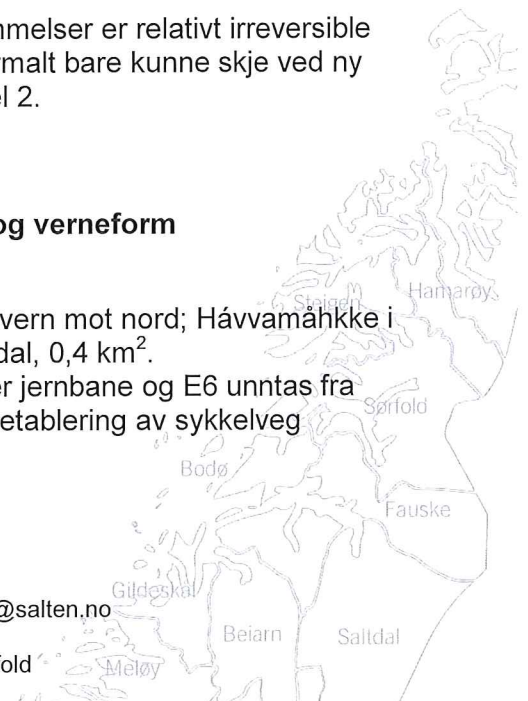 nmelser er relativt irreversible
rmalt bare kunne skje ved ny
el 2.
og verneform
vern mot nord; Hávvamåhkke i
dal, 0,4 km².
er jernbane og E6 unntas fra
etablering av sykkelveg
@salten.no
old
Steigen
Hamarøy
Sørfold
Bodø
Fauske
Gildeskål
Beiarn
Saltdal
Meløy